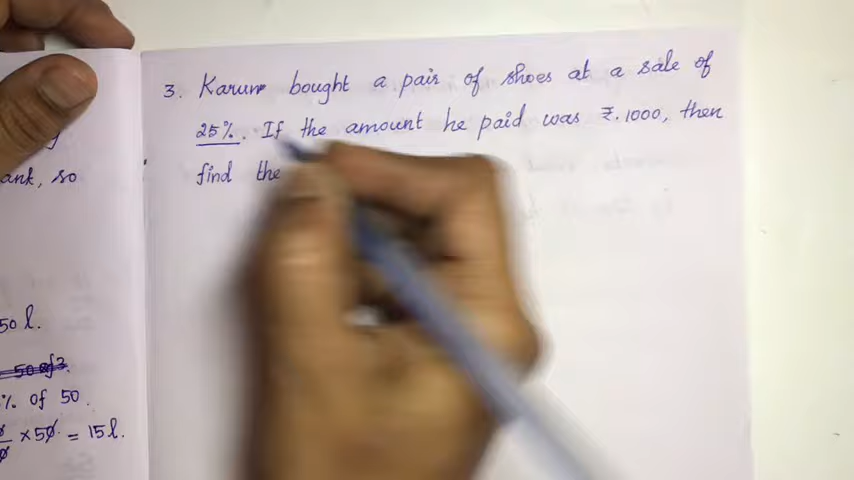 ank, so
50 l.
% of 50.
×50 = 15 l.
3. Karun bought a pair of shoes at a sale of
25%. If the amount he paid was ₹.1000, then
find the